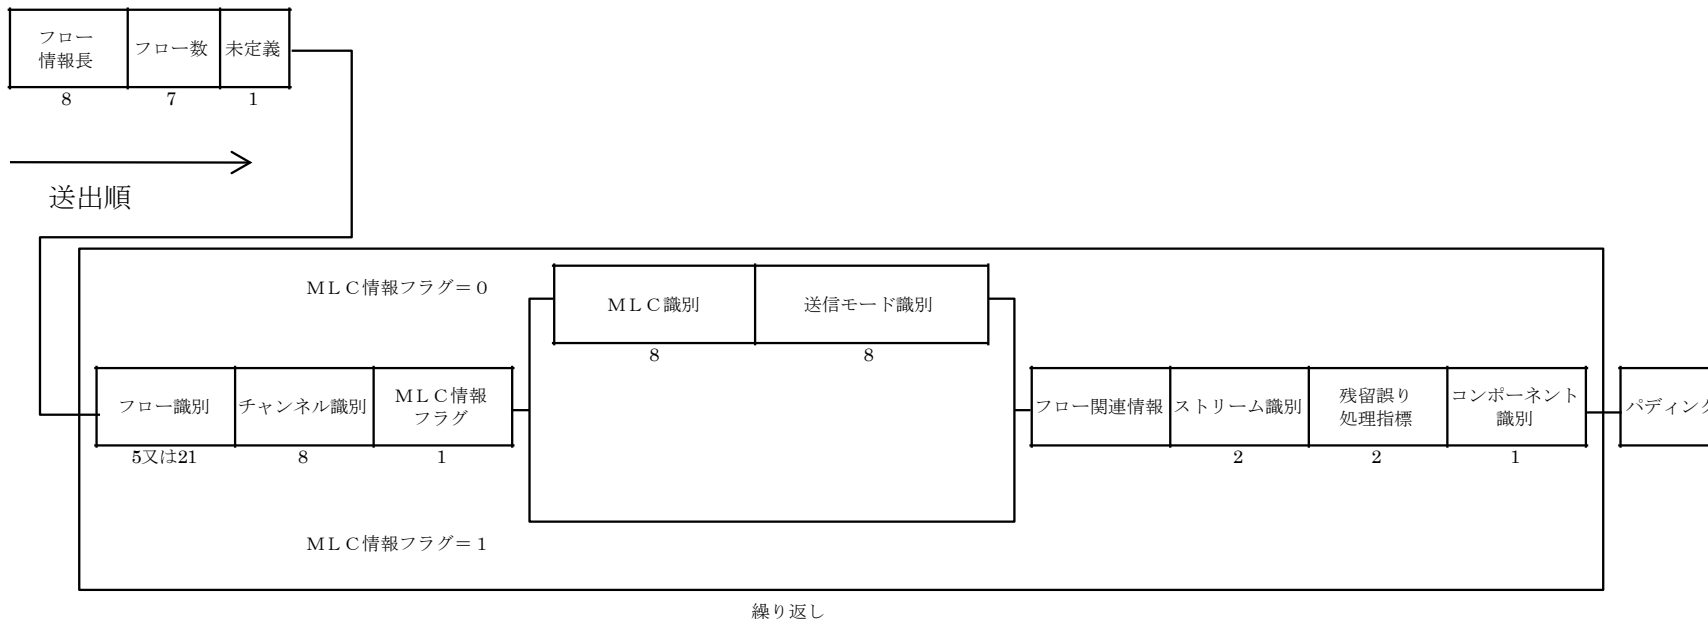 フロー
情報長
フロー数
未定義
8
7
1
送出順
ＭＬＣ情報フラグ＝０
ＭＬＣ識別
送信モード識別
8
8
フロー識別
チャンネル識別
ＭＬＣ情報
フラグ
5又は21
8
1
フロー関連情報
ストリーム識別
残留誤り
処理指標
コンポーネント
識別
2
2
1
パディング
ＭＬＣ情報フラグ＝１
繰り返し